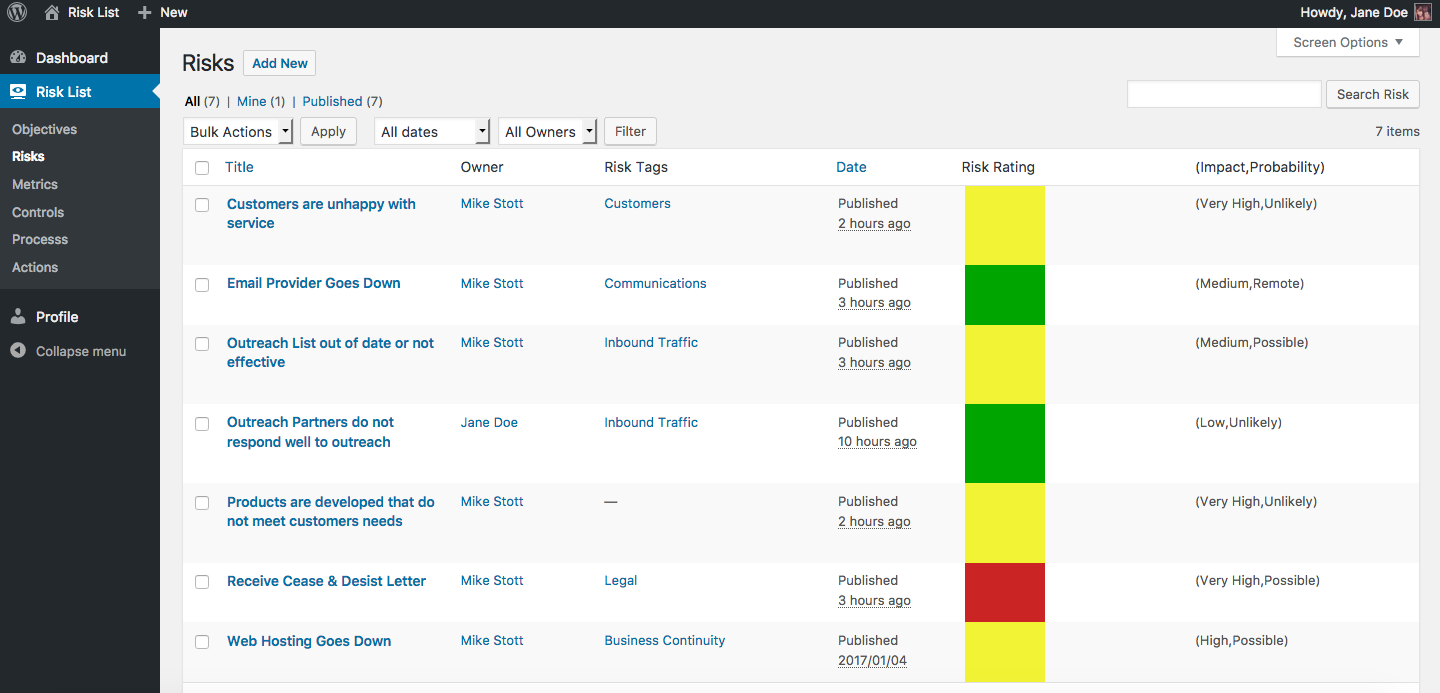 Risk List New Howdy, Jane Doe
Dashboard
Risk List
Objectives
Risks
Metrics
Controls
Processs
Actions
Profile
Collapse menu
Screen Options
Risks Add New
All (7) | Mine (1) | Published (7)
Search Risk
Bulk Actions Apply All dates All Owners Filter 7 items
Title Owner Risk Tags Date Risk Rating (Impact,Probability)
Customers are unhappy with Mike Stott Customers Published (Very High,Unlikely)
service 2 hours ago
Email Provider Goes Down Mike Stott Communications Published (Medium,Remote)
3 hours ago
Outreach List out of date or not Mike Stott Inbound Traffic Published (Medium,Possible)
effective 3 hours ago
Outreach Partners do not Jane Doe Inbound Traffic Published (Low,Unlikely)
respond well to outreach 10 hours ago
Products are developed that do Mike Stott — Published (Very High,Unlikely)
not meet customers needs 2 hours ago
Receive Cease & Desist Letter Mike Stott Legal Published (Very High,Possible)
3 hours ago
Web Hosting Goes Down Mike Stott Business Continuity Published (High,Possible)
2017/01/04